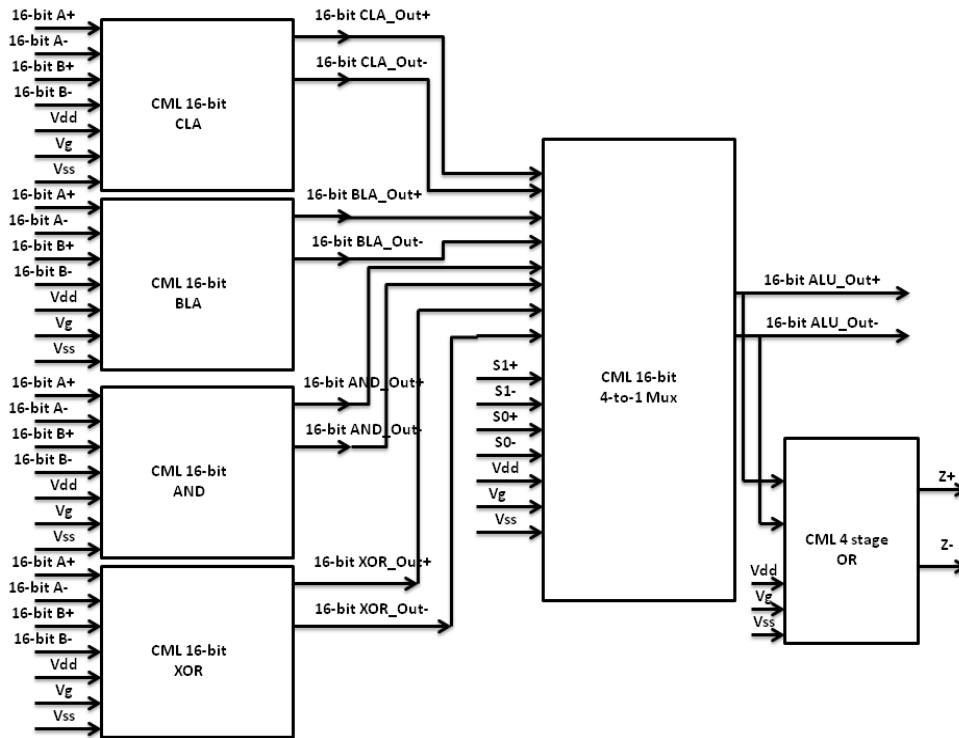 16-bit A+
16-bit A-
16-bit B+
16-bit B-
Vdd
Vg
Vss
CML 16-bit
CLA
16-bit CLA_Out+
16-bit CLA_Out-
16-bit A+
16-bit A-
16-bit B+
16-bit B-
Vdd
Vg
Vss
CML 16-bit
BLA
16-bit BLA_Out+
16-bit BLA_Out-
16-bit A+
16-bit A-
16-bit B+
16-bit B-
Vdd
Vg
Vss
CML 16-bit
AND
16-bit AND_Out+
16-bit AND_Out-
16-bit A+
16-bit A-
16-bit B+
16-bit B-
Vdd
Vg
Vss
CML 16-bit
XOR
16-bit XOR_Out+
16-bit XOR_Out-
S1+
S1-
S0+
S0-
Vdd
Vg
Vss
CML 16-bit
4-to-1 Mux
16-bit ALU_Out+
16-bit ALU_Out-
Vdd
Vg
Vss
CML 4 stage
OR
Z+
Z-